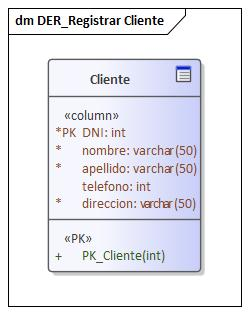 dm DER_Registrar Cliente
Cliente
«column»
*PK DNI: int
* nombre: varchar(50)
* apellido: varchar(50)
telefono: int
* direccion: varchar(50)
«PK»
+ PK_Cliente(int)